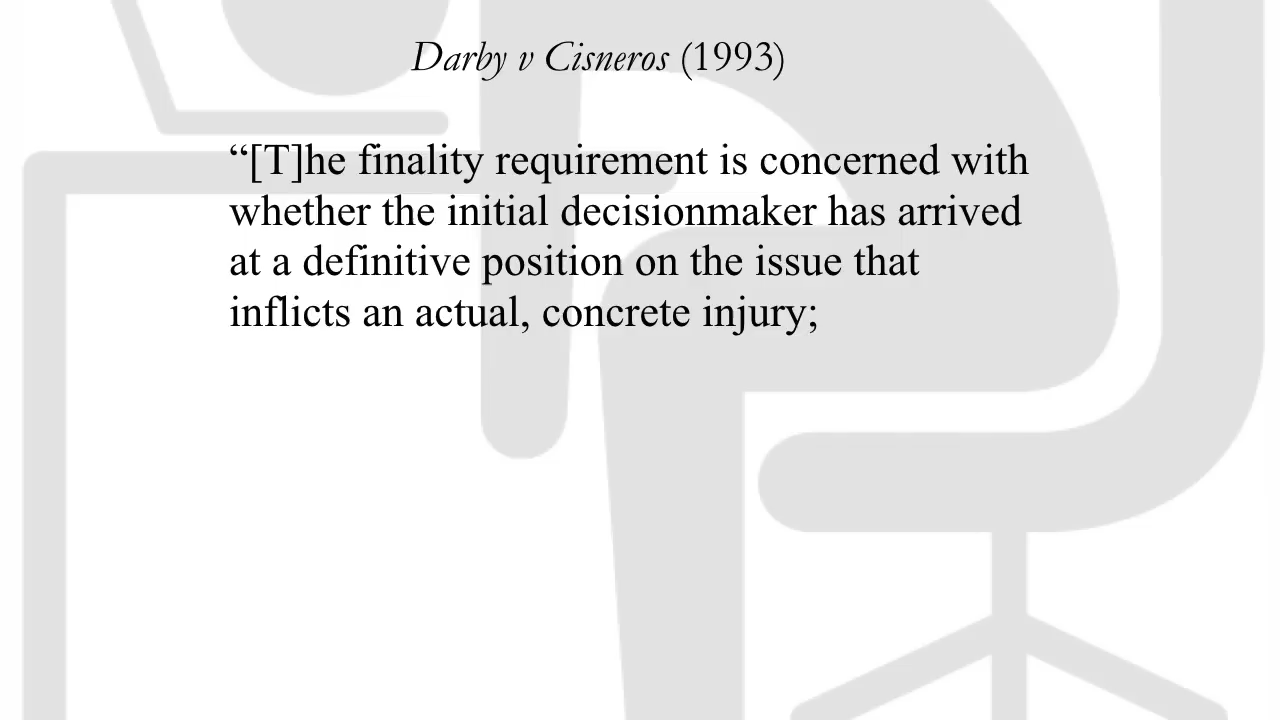 Darby v Cisneros (1993)
“[T]he finality requirement is concerned with
whether the initial decisionmaker has arrived
at a definitive position on the issue that
inflicts an actual, concrete injury;